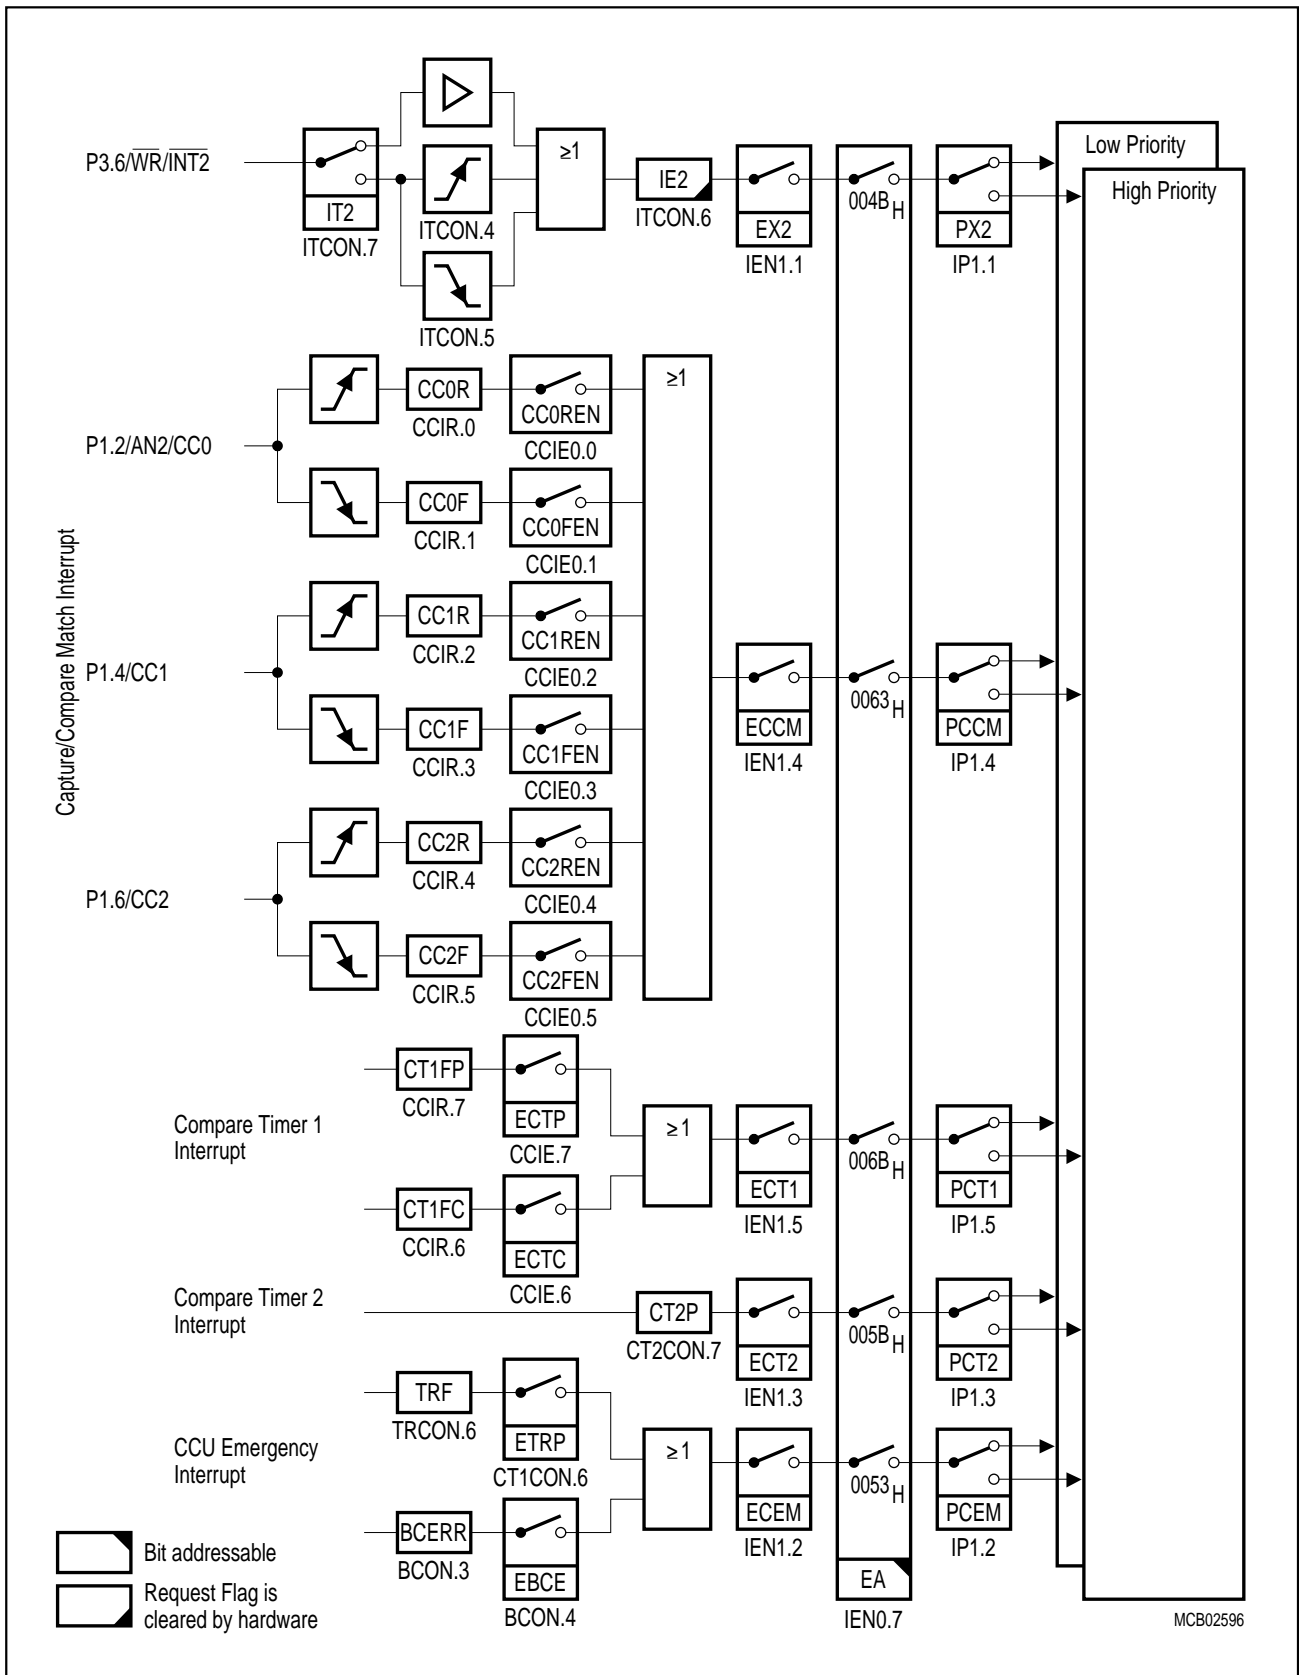 P3.6/WR/INT2
IT2
ITCON.7
ITCON.4
ITCON.5
≥1
IE2
ITCON.6
EX2
IEN1.1
004B H
PX2
IP1.1
Low Priority
High Priority
Capture/Compare Match Interrupt
P1.2/AN2/CC0
CC0R
CCIR.0
CC0REN
CCIE0.0
CC0F
CCIR.1
CC0FEN
CCIE0.1
P1.4/CC1
CC1R
CCIR.2
CC1REN
CCIE0.2
CC1F
CCIR.3
CC1FEN
CCIE0.3
P1.6/CC2
CC2R
CCIR.4
CC2REN
CCIE0.4
CC2F
CCIR.5
CC2FEN
CCIE0.5
≥1
ECCM
IEN1.4
0063 H
PCCM
IP1.4
Compare Timer 1
Interrupt
CT1FP
CCIR.7
ECTP
CCIE.7
CT1FC
CCIR.6
ECTC
CCIE.6
≥1
ECT1
IEN1.5
006B H
PCT1
IP1.5
Compare Timer 2
Interrupt
CT2P
CT2CON.7
ECT2
IEN1.3
005B H
PCT2
IP1.3
CCU Emergency
Interrupt
TRF
TRCON.6
ETRP
CT1CON.6
BCERR
BCON.3
EBCE
BCON.4
≥1
ECEM
IEN1.2
0053 H
PCEM
IP1.2
EA
IEN0.7
Bit addressable
Request Flag is
cleared by hardware
MCB02596